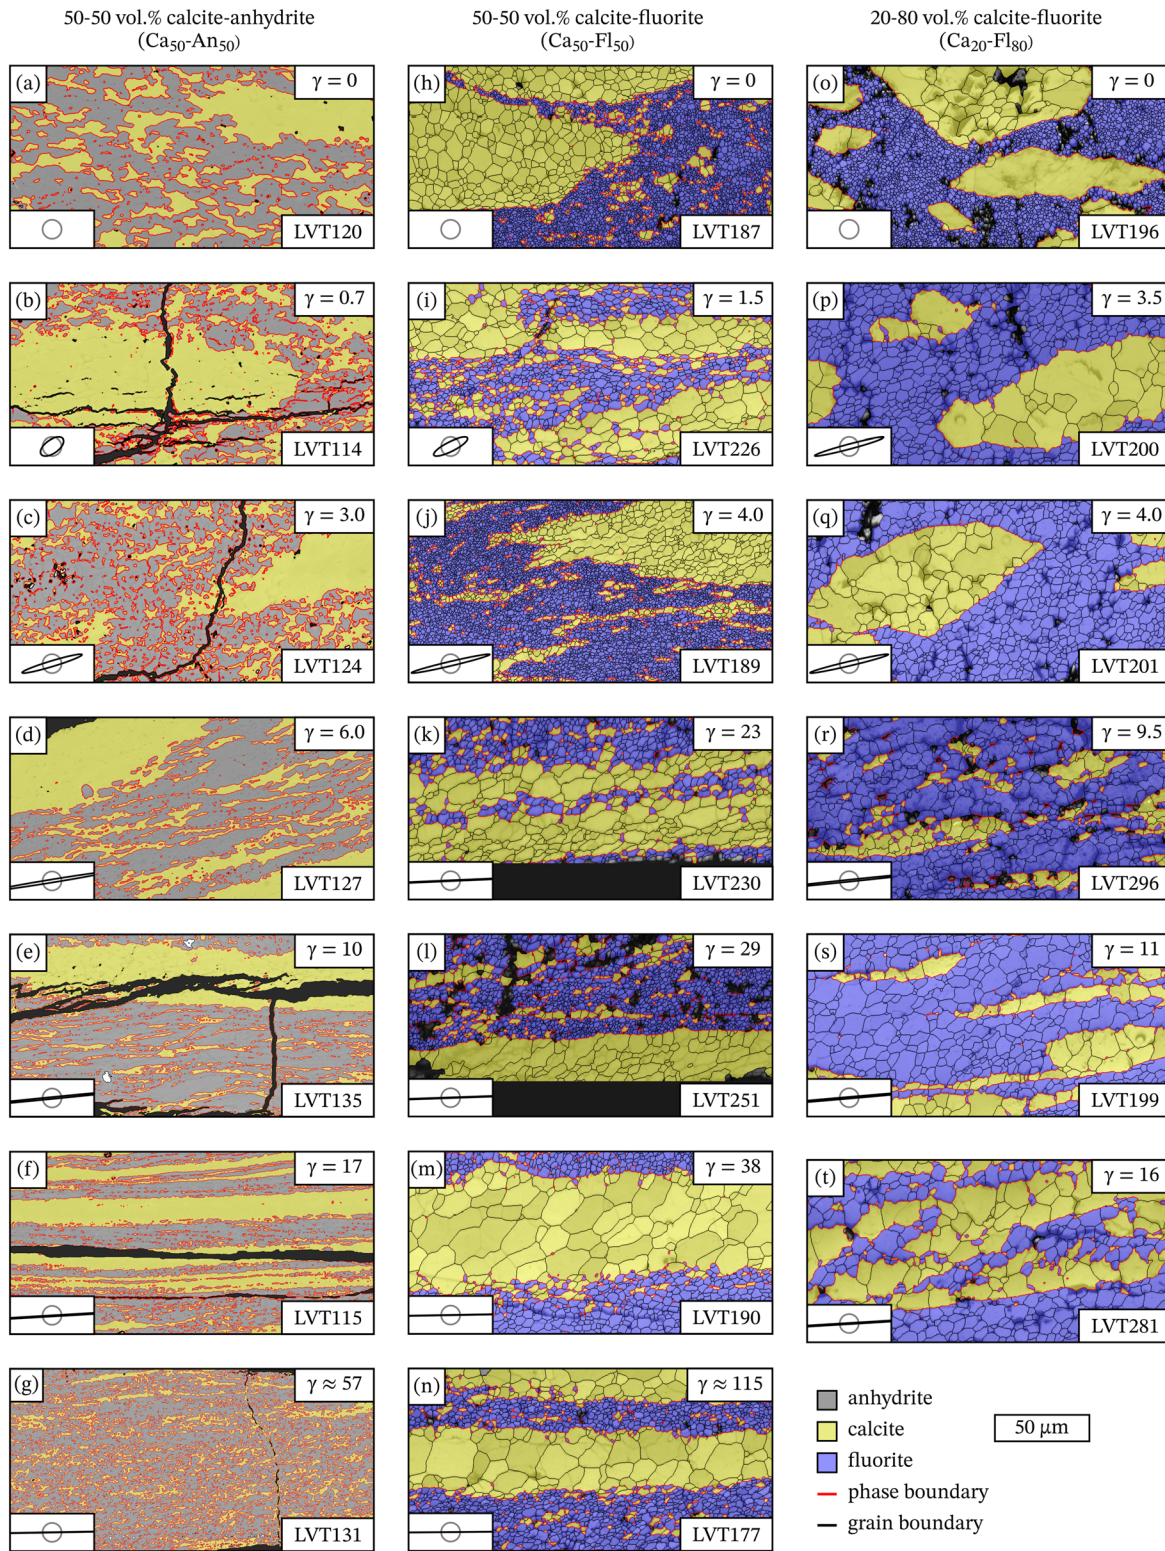 50-50 vol.% calcite-anhydrite
(Ca₅₀-An₅₀)
50-50 vol.% calcite-fluorite
(Ca₅₀-Fl₅₀)
20-80 vol.% calcite-fluorite
(Ca₂₀-Fl₈₀)
(a)
γ = 0
LVT120
(b)
γ = 0.7
LVT114
(c)
γ = 3.0
LVT124
(d)
γ = 6.0
LVT127
(e)
γ = 10
LVT135
(f)
γ = 17
LVT115
(g)
γ ≈ 57
LVT131
(h)
γ = 0
LVT187
(i)
γ = 1.5
LVT226
(j)
γ = 4.0
LVT189
(k)
γ = 23
LVT230
(l)
γ = 29
LVT251
(m)
γ = 38
LVT190
(n)
γ ≈ 115
LVT177
(o)
γ = 0
LVT196
(p)
γ = 3.5
LVT200
(q)
γ = 4.0
LVT201
(r)
γ = 9.5
LVT296
(s)
γ = 11
LVT199
(t)
γ = 16
LVT281
anhydrite
calcite
fluorite
phase boundary
grain boundary
50 µm